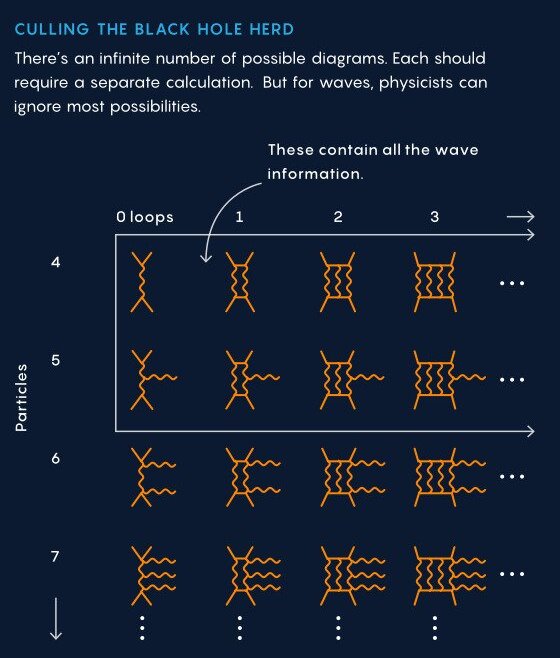 CULLING THE BLACK HOLE HERD
There's an infinite number of possible diagrams. Each should
require a separate calculation. But for waves, physicists can
ignore most possibilities.
These contain all the wave
information.
0 loops 1 2 3
4
5
Particles
6
7